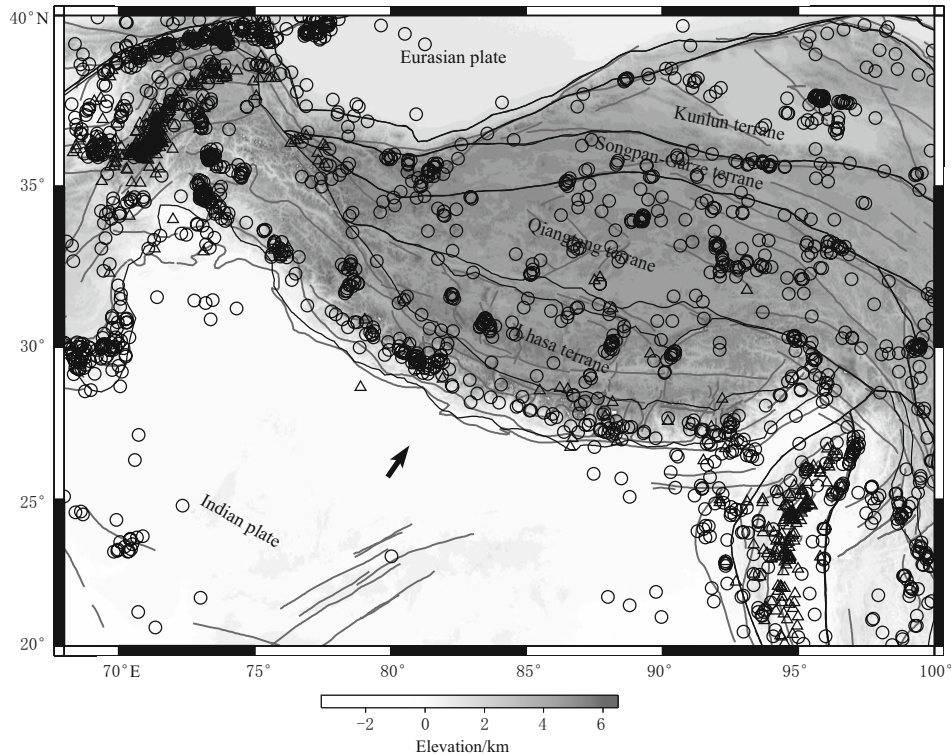 40°N
Eurasian plate
Kunlun terrane
Songpan-Garze terrane
35°
Qiangtang terrane
30°
Lhasa terrane
25°
Indian plate
20°
70°E 75° 80° 85° 90° 95° 100°
-2 0 2 4 6
Elevation/km